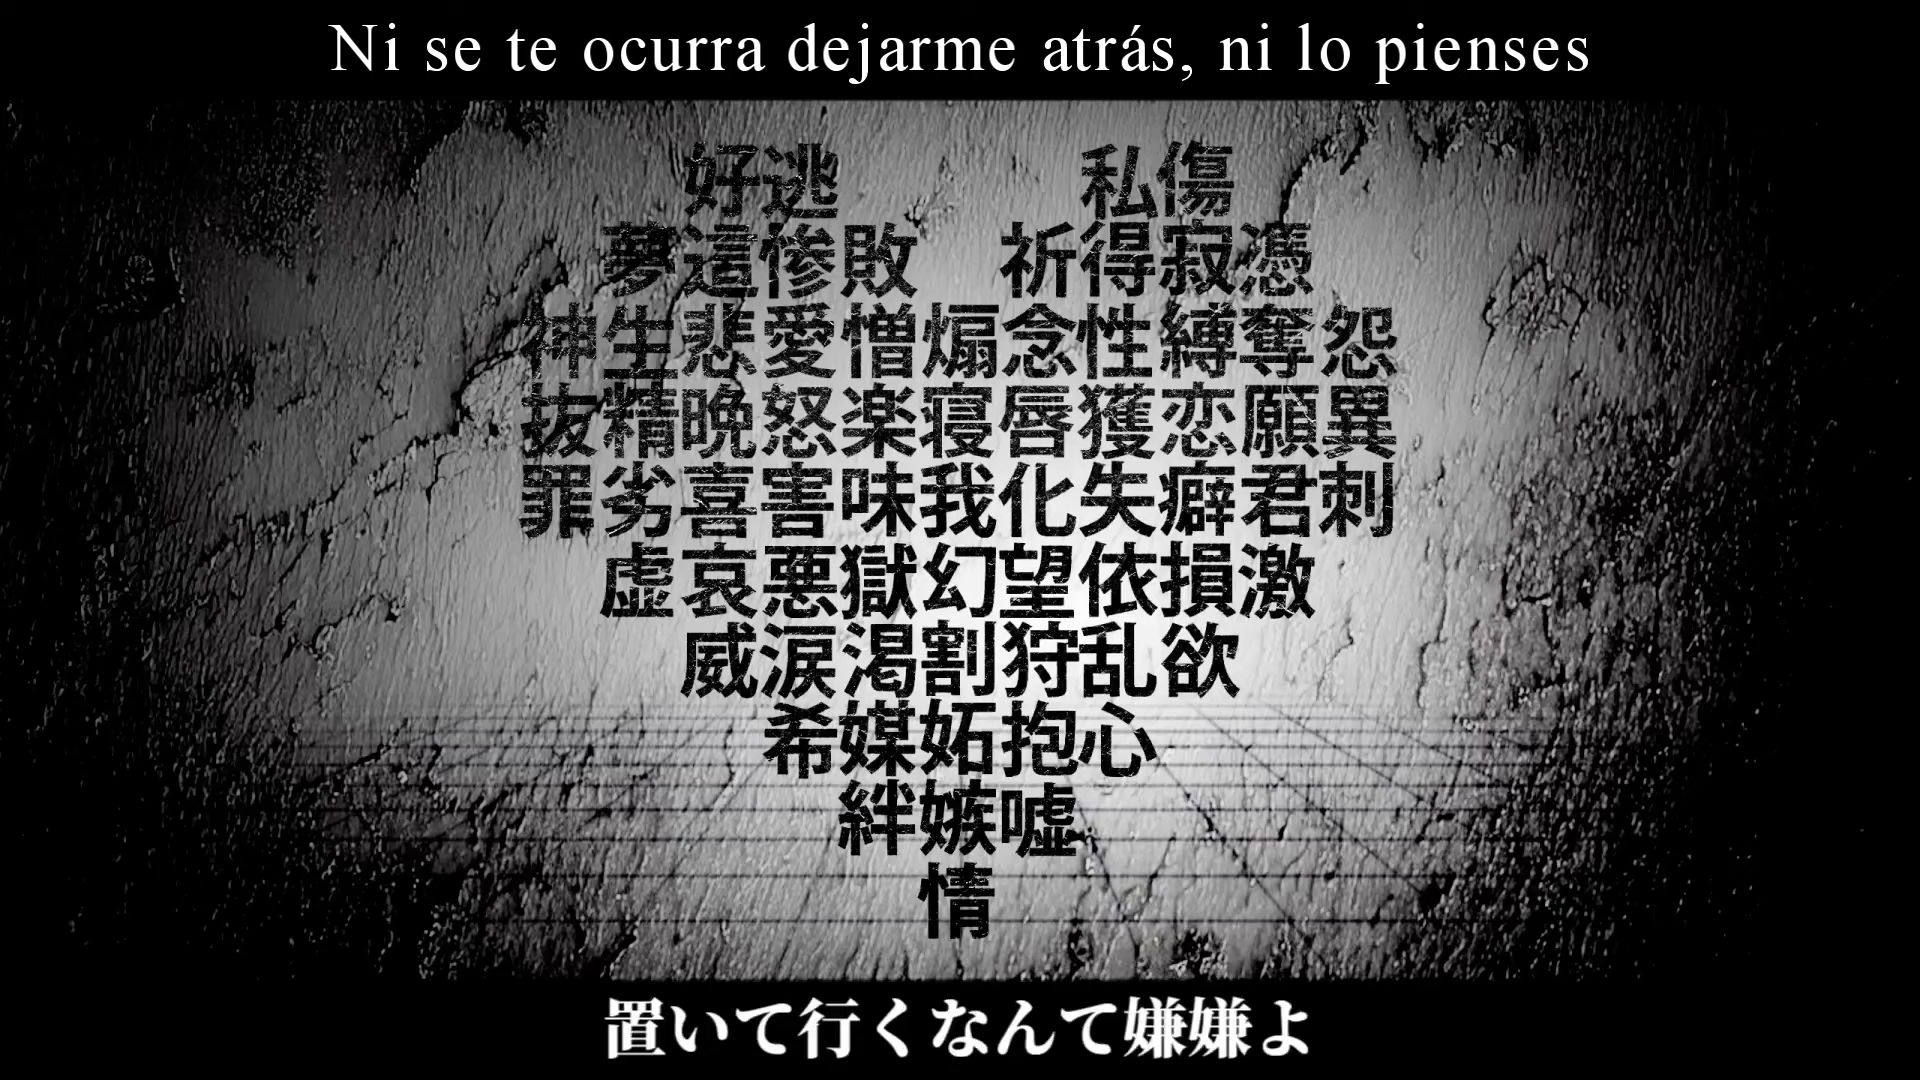 Ni se te ocurra dejarme atrás, ni lo pienses
好逃 私傷
夢這惨敗 祈得寂憑
神生悲愛憎煽念性縛奪怨
抜精晩怒楽寝唇獲恋願異
罪劣喜害味我化失癖君刺
虚哀悪獄幻望依損激
威涙渇割狩乱欲
希媒妬抱心
絆嫉嘘
情
置いて行くなんて嫌嫌よ